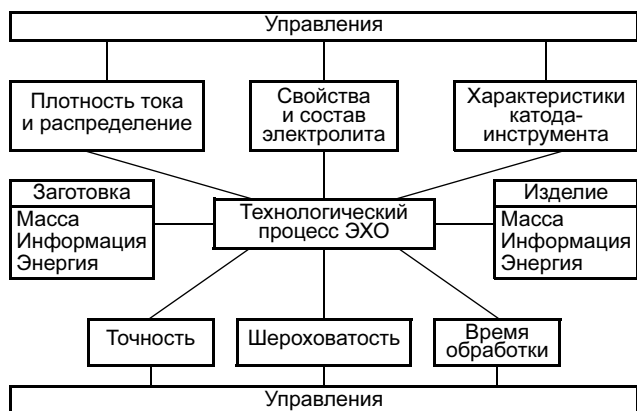 Управления
Плотность тока
и распределение
Свойства
и состав
электролита
Характеристики
катода-
инструмента
Заготовка
Масса
Информация
Энергия
Технологический
процесс ЭХО
Изделие
Масса
Информация
Энергия
Точность
Шероховатость
Время
обработки
Управления